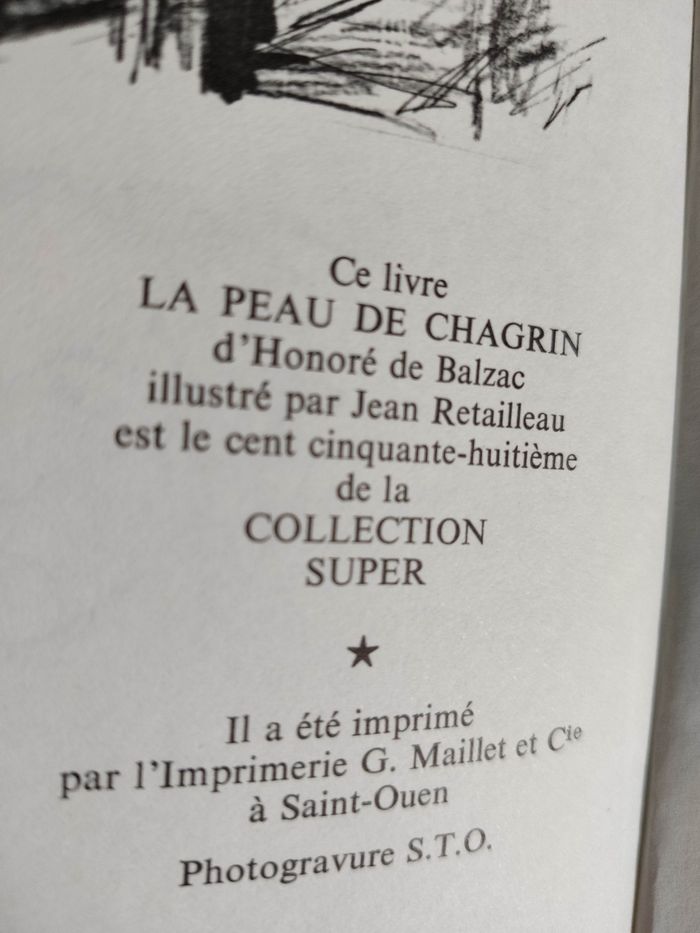 Ce livre
LA PEAU DE CHAGRIN
d'Honoré de Balzac
illustré par Jean Retailleau
est le cent cinquante-huitième
de la
COLLECTION
SUPER
★
Il a été imprimé
par l'Imprimerie G. Maillet et Cie
à Saint-Ouen
Photogravure S.T.O.